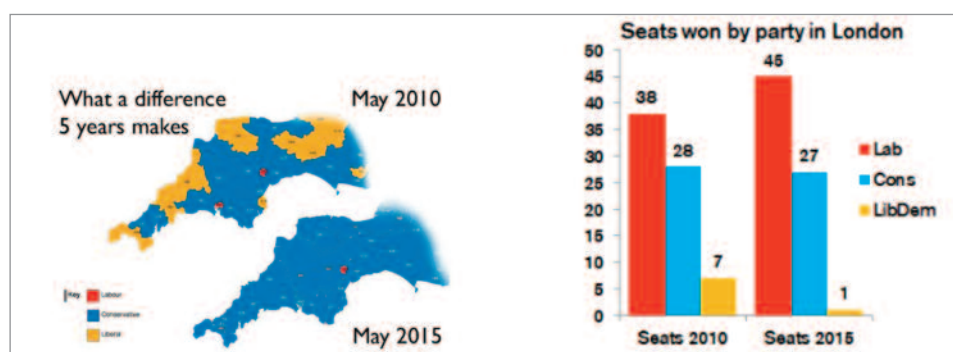 What a difference
5 years makes
May 2010
Key
Labour
Conservative
Liberal
May 2015
Seats won by party in London
50
45
40
35
30
25
20
15
10
5
0
38
28
7
45
27
1
Seats 2010
Seats 2015
Lab
Cons
LibDem